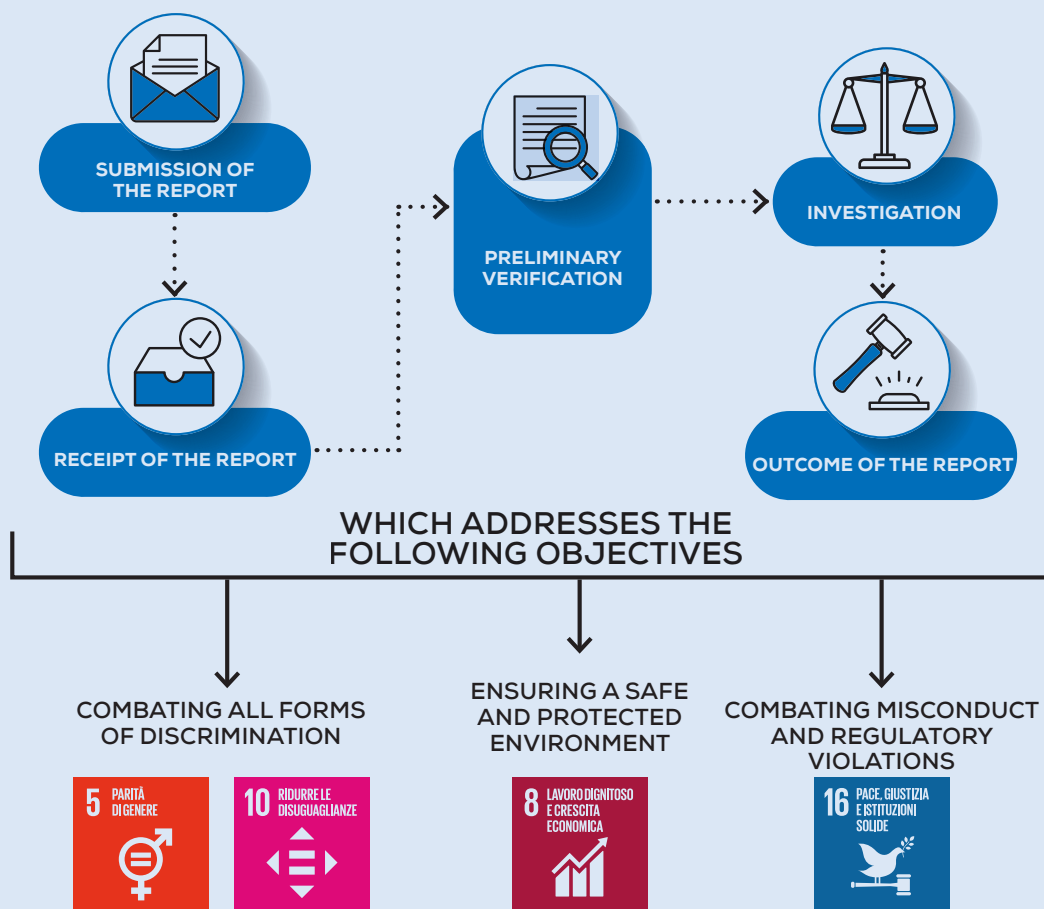 SUBMISSION OF
THE REPORT
RECEIPT OF THE REPORT
PRELIMINARY
VERIFICATION
INVESTIGATION
OUTCOME OF THE REPORT
WHICH ADDRESSES THE
FOLLOWING OBJECTIVES
COMBATING ALL FORMS
OF DISCRIMINATION
5 PARITÀ
DI GENERE
10 RIDURRE LE
DISUGUAGLIANZE
ENSURING A SAFE
AND PROTECTED
ENVIRONMENT
8 LAVORO DIGNITOSO
E CRESCITA
ECONOMICA
COMBATING MISCONDUCT
AND REGULATORY
VIOLATIONS
16 PACE, GIUSTIZIA
E ISTITUZIONI
SOLIDE